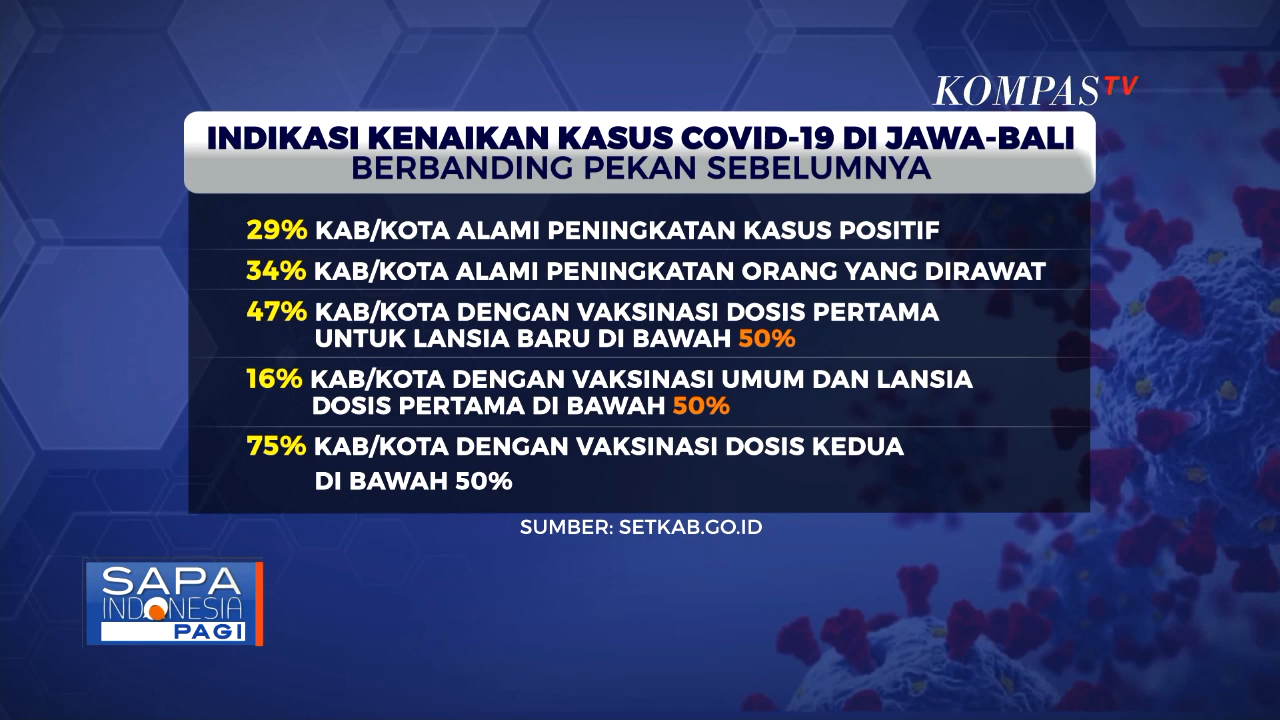 KOMPAS TV
INDIKASI KENAIKAN KASUS COVID-19 DI JAWA-BALI
BERBANDING PEKAN SEBELUMNYA
29% KAB/KOTA ALAMI PENINGKATAN KASUS POSITIF
34% KAB/KOTA ALAMI PENINGKATAN ORANG YANG DIRAWAT
47% KAB/KOTA DENGAN VAKSINASI DOSIS PERTAMA
UNTUK LANSIA BARU DI BAWAH 50%
16% KAB/KOTA DENGAN VAKSINASI UMUM DAN LANSIA
DOSIS PERTAMA DI BAWAH 50%
75% KAB/KOTA DENGAN VAKSINASI DOSIS KEDUA
DI BAWAH 50%
SUMBER: SETKAB.GO.ID
SAPA
INDONESIA
PAGI